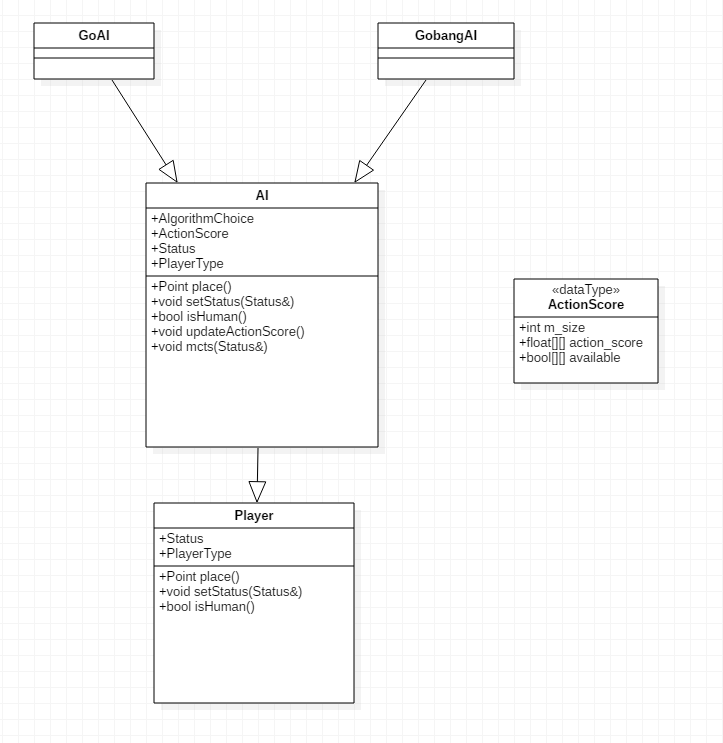 GoAI
GobangAI
AI
+AlgorithmChoice
+ActionScore
+Status
+PlayerType
+Point place()
+void setStatus(Status&)
+bool isHuman()
+void updateActionScore()
+void mcts(Status&)
«dataType»
ActionScore
+int m_size
+float[][] action_score
+bool[][] available
Player
+Status
+PlayerType
+Point place()
+void setStatus(Status&)
+bool isHuman()